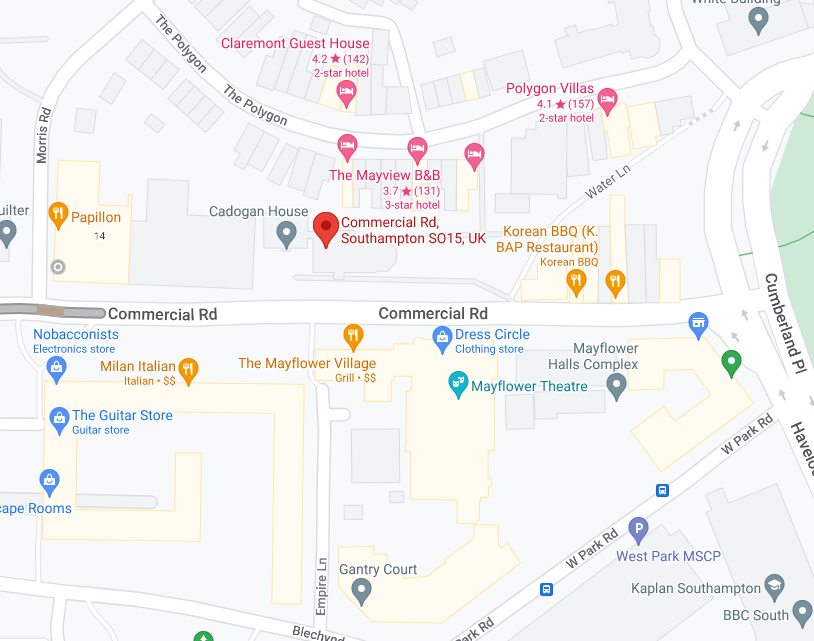 White Building
The Polygon
Claremont Guest House
4.2 ★ (142)
2-star hotel
The Polygon
Polygon Villas
4.1 ★ (157)
2-star hotel
Morris Rd
The Mayview B&B
3.7 ★ (131)
3-star hotel
Water Ln
uilter
Papillon
14
Cadogan House
Commercial Rd,
Southampton SO15, UK
Korean BBQ (K.
BAP Restaurant)
Korean BBQ
Cumberland Pl
Commercial Rd
Commercial Rd
Nobacconists
Electronics store
Milan Italian
Italian • $$
The Mayflower Village
Grill • $$
Dress Circle
Clothing store
Mayflower
Halls Complex
Mayflower Theatre
The Guitar Store
Guitar store
W Park Rd
Havelo
cape Rooms
P
W Park Rd
West Park MSCP
Gantry Court
Empire Ln
Kaplan Southampton
BBC South
Park Rd
Blechynd